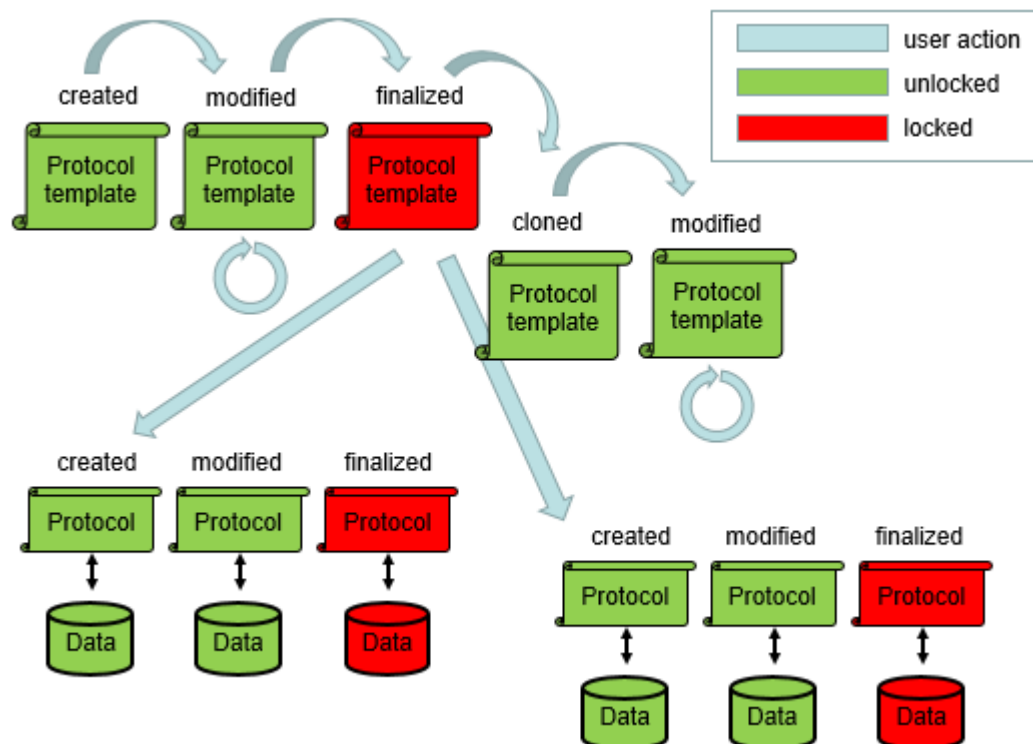 user action
unlocked
locked
created
modified
finalized
Protocol
template
Protocol
template
Protocol
template
cloned
modified
Protocol
template
Protocol
template
created
modified
finalized
Protocol
Protocol
Protocol
Data
Data
Data
created
modified
finalized
Protocol
Protocol
Protocol
Data
Data
Data